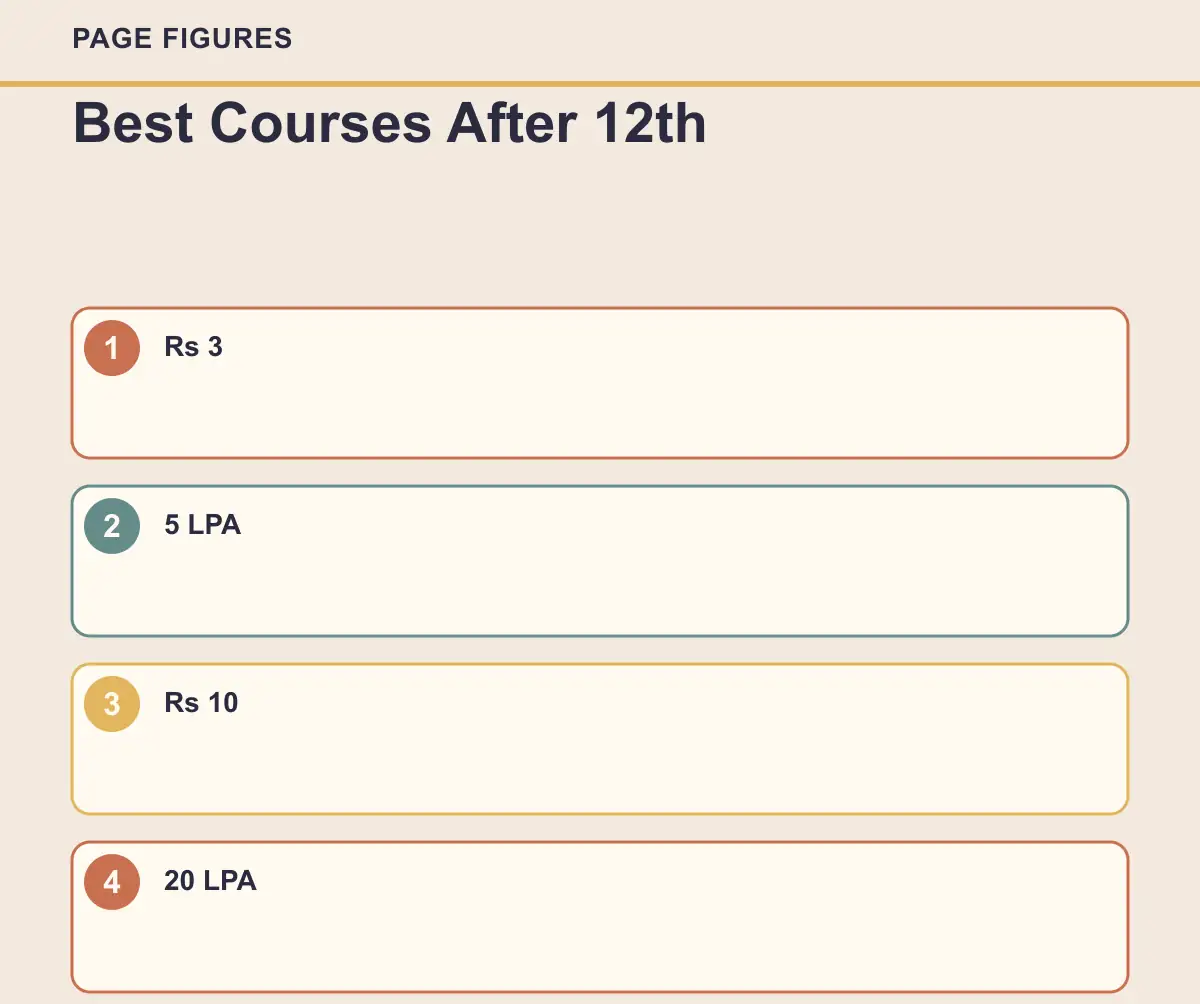 PAGE FIGURES
Best Courses After 12th
1 Rs 3
2 5 LPA
3 Rs 10
4 20 LPA